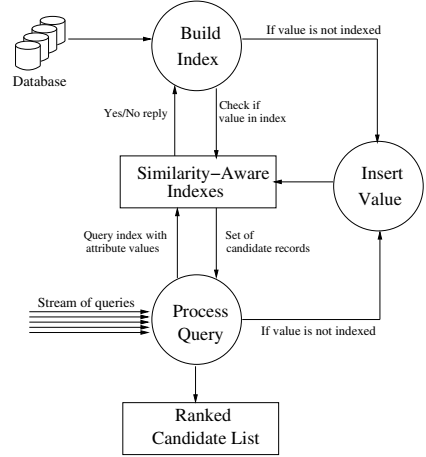 Build
Index
If value is not indexed
Database
Yes/No reply
Check if
value in index
Similarity-Aware
Indexes
Insert
Value
Query index with
attribute values
Set of
candidate records
Stream of queries
Process
Query
If value is not indexed
Ranked
Candidate List